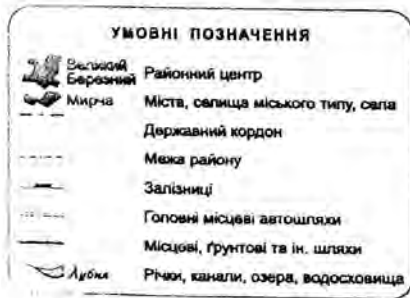 УМОВНІ ПОЗНАЧЕННЯ
Великий Березний Районний центр
Мирча Міста, селища міського типу, села
Державний кордон
Межа району
Залізниці
Головні місцеві автошляхи
Місцеві, ґрунтові та ін. шляхи
Лубня Річки, канали, озера, водосховища